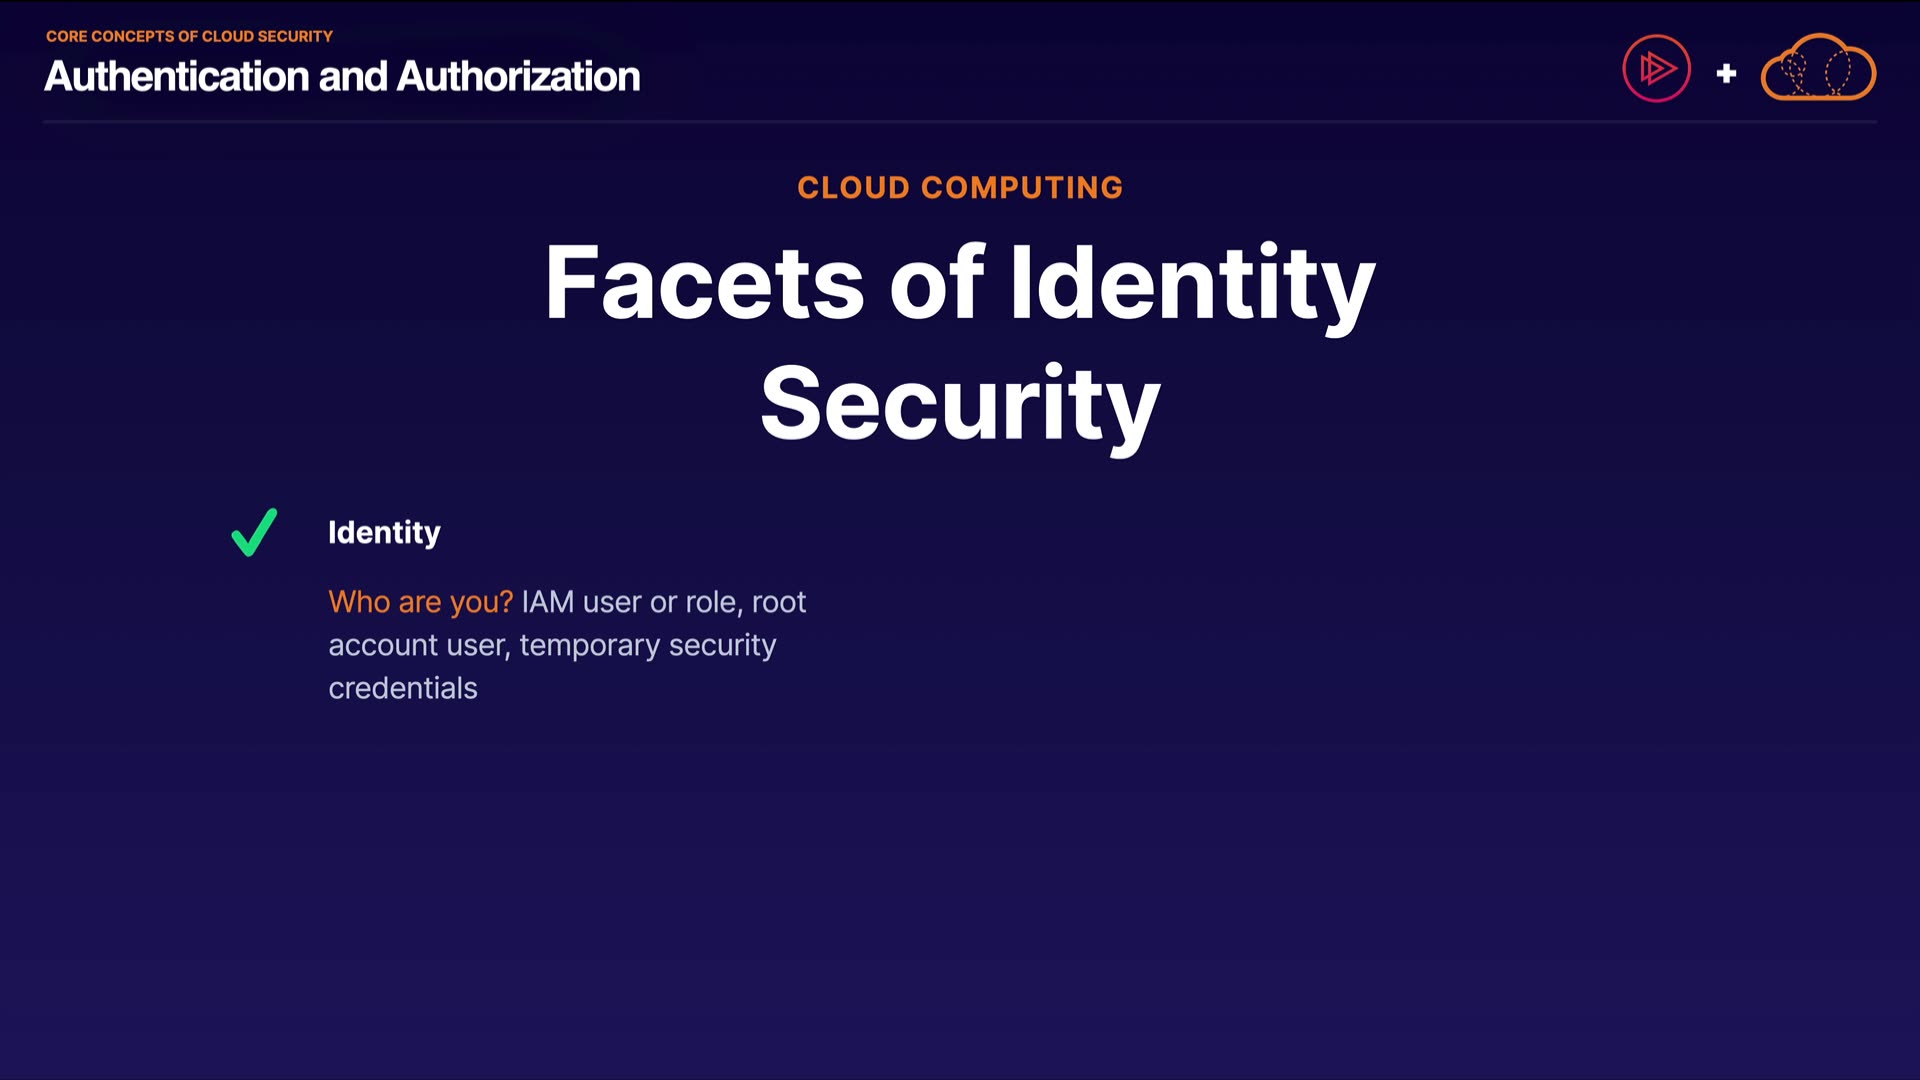 CORE CONCEPTS OF CLOUD SECURITY
Authentication and Authorization
CLOUD COMPUTING
Facets of Identity
Security
Identity
Who are you? IAM user or role, root
account user, temporary security
credentials